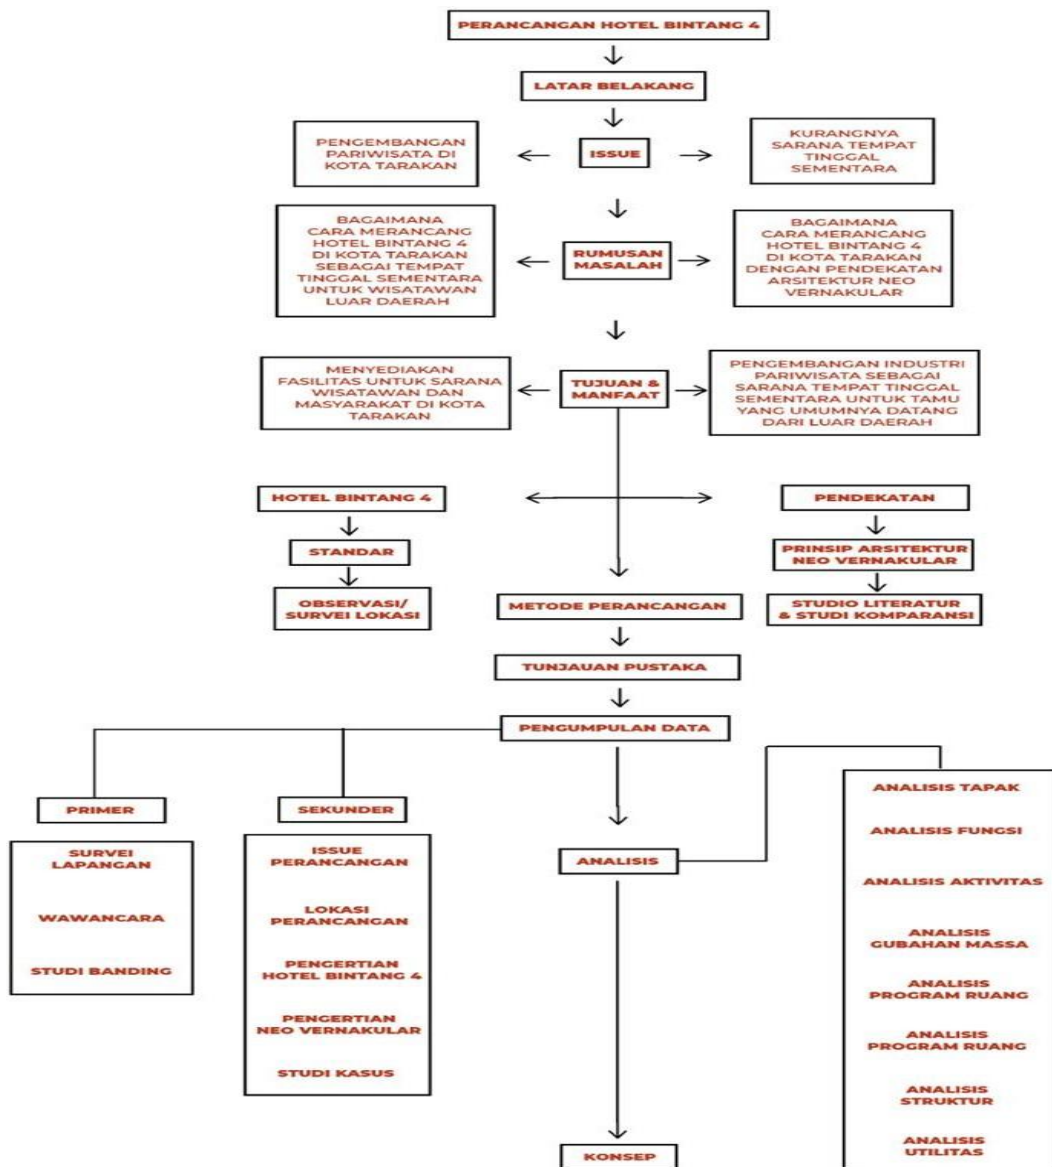 PERANCANGAN HOTEL BINTANG 4
LATAR BELAKANG
PENGEMBANGAN
PARIWISATA DI
KOTA TARAKAN
ISSUE
KURANGNYA
SARANA TEMPAT
TINGGAL
SEMENTARA
BAGAIMANA
CARA MERANCANG
HOTEL BINTANG 4
DI KOTA TARAKAN
SEBAGAI TEMPAT
TINGGAL SEMENTARA
UNTUK WISATAWAN
LUAR DAERAH
RUMUSAN
MASALAH
BAGAIMANA
CARA MERANCANG
HOTEL BINTANG 4
DI KOTA TARAKAN
DENGAN PENDEKATAN
ARSITEKTUR NEO
VERNAKULAR
MENYEDIAKAN
FASILITAS UNTUK SARANA
WISATAWAN DAN
MASYARAKAT DI KOTA
TARAKAN
TUJUAN &
MANFAAT
PENGEMBANGAN INDUSTRI
PARIWISATA SEBAGAI
SARANA TEMPAT TINGGAL
SEMENTARA UNTUK TAMU
YANG UMUMNYA DATANG
DARI LUAR DAERAH
HOTEL BINTANG 4
STANDAR
OBSERVASI/
SURVEI LOKASI
PENDEKATAN
PRINSIP ARSITEKTUR
NEO VERNAKULAR
STUDIO LITERATUR
& STUDI KOMPARANSI
METODE PERANCANGAN
TUNJAUAN PUSTAKA
PENGUMPULAN DATA
PRIMER
SURVEI
LAPANGAN
WAWANCARA
STUDI BANDING
SEKUNDER
ISSUE
PERANCANGAN
LOKASI
PERANCANGAN
PENGERTIAN
HOTEL BINTANG 4
PENGERTIAN
NEO VERNAKULAR
STUDI KASUS
ANALISIS
ANALISIS TAPAK
ANALISIS FUNGSI
ANALISIS AKTIVITAS
ANALISIS
GUBAHAN MASSA
ANALISIS
PROGRAM RUANG
ANALISIS
PROGRAM RUANG
ANALISIS
STRUKTUR
ANALISIS
UTILITAS
KONSEP